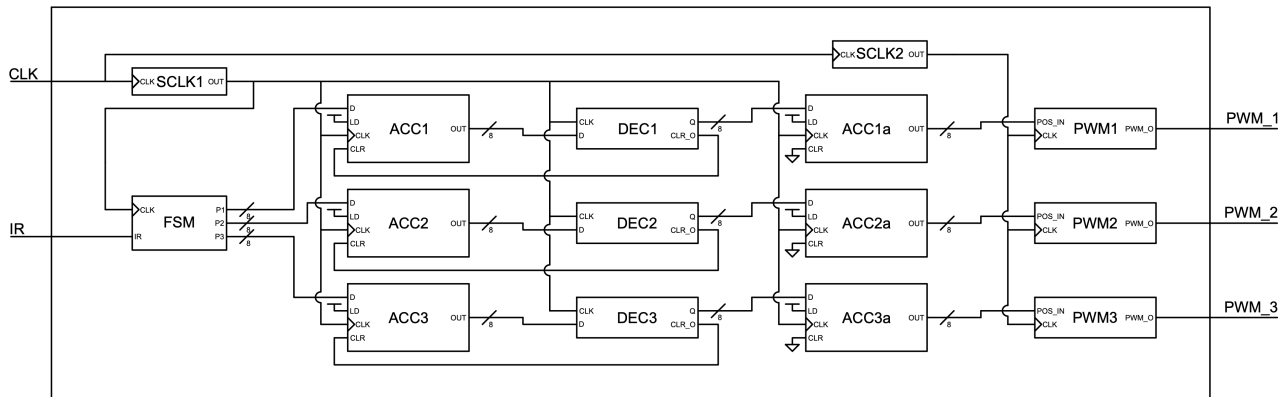 CLK
CLK SCLK1 OUT
CLK SCLK2 OUT
D
LD
CLK
CLR
ACC1
OUT
8
CLK
D
DEC1
Q
CLR_O
8
D
LD
CLK
CLR
ACC1a
OUT
8
POS_IN
CLK
PWM1
PWM_O
PWM_1
IR
CLK
IR
FSM
P1
P2
P3
8
8
8
D
LD
CLK
CLR
ACC2
OUT
8
CLK
D
DEC2
Q
CLR_O
8
D
LD
CLK
CLR
ACC2a
OUT
8
POS_IN
CLK
PWM2
PWM_O
PWM_2
D
LD
CLK
CLR
ACC3
OUT
8
CLK
D
DEC3
Q
CLR_O
8
D
LD
CLK
CLR
ACC3a
OUT
8
POS_IN
CLK
PWM3
PWM_O
PWM_3